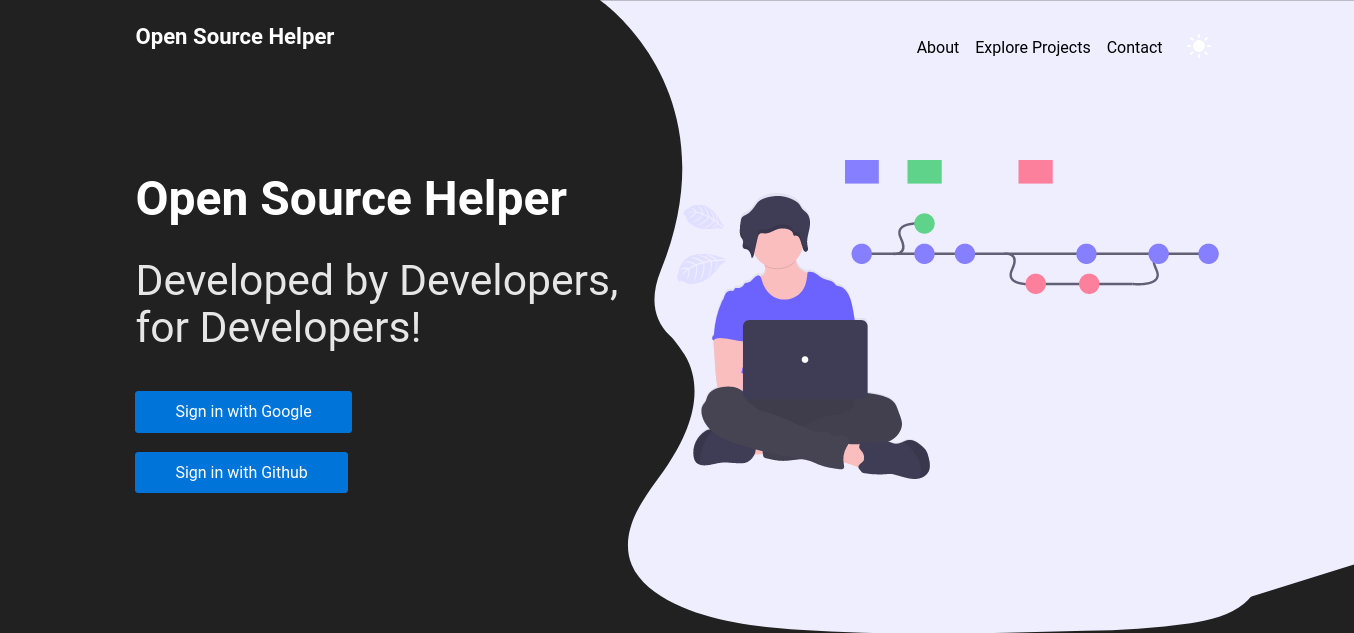 Open Source Helper
About Explore Projects Contact
Open Source Helper
Developed by Developers,
for Developers!
Sign in with Google
Sign in with Github